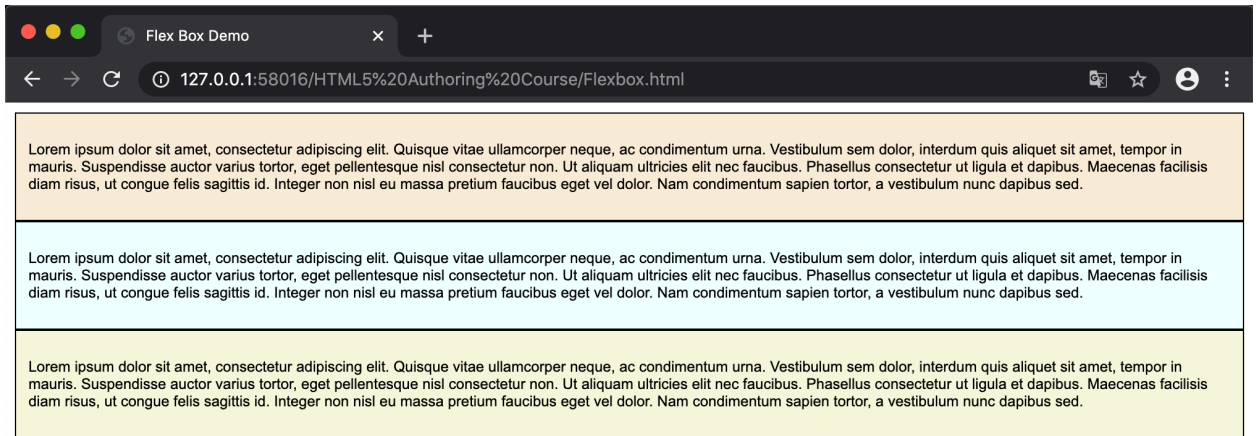 Flex Box Demo
127.0.0.1:58016/HTML5%20Authoring%20Course/Flexbox.html
Lorem ipsum dolor sit amet, consectetur adipiscing elit. Quisque vitae ullamcorper neque, ac condimentum urna. Vestibulum sem dolor, interdum quis aliquet sit amet, tempor in
mauris. Suspendisse auctor varius tortor, eget pellentesque nisl consectetur non. Ut aliquam ultricies elit nec faucibus. Phasellus consectetur ut ligula et dapibus. Maecenas facilisis
diam risus, ut congue felis sagittis id. Integer non nisl eu massa pretium faucibus eget vel dolor. Nam condimentum sapien tortor, a vestibulum nunc dapibus sed.
Lorem ipsum dolor sit amet, consectetur adipiscing elit. Quisque vitae ullamcorper neque, ac condimentum urna. Vestibulum sem dolor, interdum quis aliquet sit amet, tempor in
mauris. Suspendisse auctor varius tortor, eget pellentesque nisl consectetur non. Ut aliquam ultricies elit nec faucibus. Phasellus consectetur ut ligula et dapibus. Maecenas facilisis
diam risus, ut congue felis sagittis id. Integer non nisl eu massa pretium faucibus eget vel dolor. Nam condimentum sapien tortor, a vestibulum nunc dapibus sed.
Lorem ipsum dolor sit amet, consectetur adipiscing elit. Quisque vitae ullamcorper neque, ac condimentum urna. Vestibulum sem dolor, interdum quis aliquet sit amet, tempor in
mauris. Suspendisse auctor varius tortor, eget pellentesque nisl consectetur non. Ut aliquam ultricies elit nec faucibus. Phasellus consectetur ut ligula et dapibus. Maecenas facilisis
diam risus, ut congue felis sagittis id. Integer non nisl eu massa pretium faucibus eget vel dolor. Nam condimentum sapien tortor, a vestibulum nunc dapibus sed.